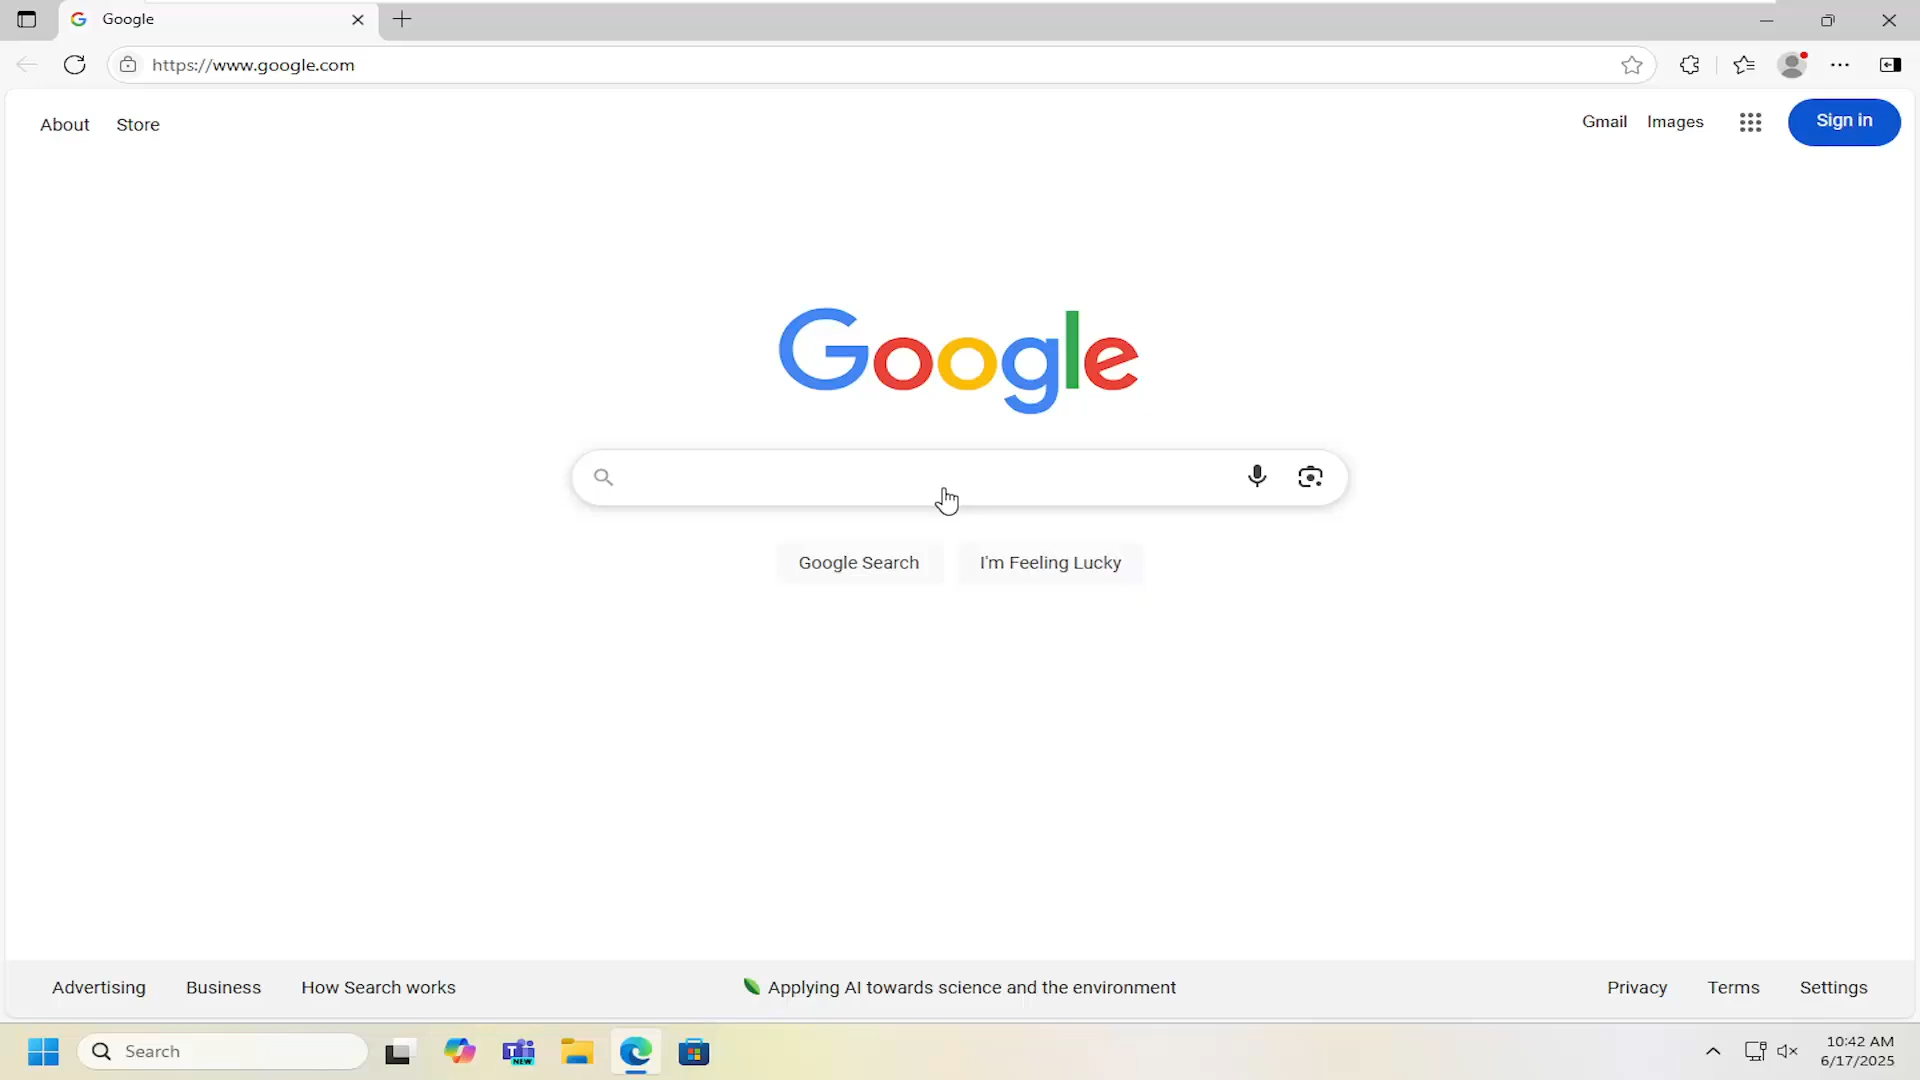 Google
https://www.google.com
About Store
Gmail Images Sign in
Google
Google Search I'm Feeling Lucky
Advertising Business How Search works Applying AI towards science and the environment Privacy Terms Settings
Search NEW 10:42 AM
6/17/2025